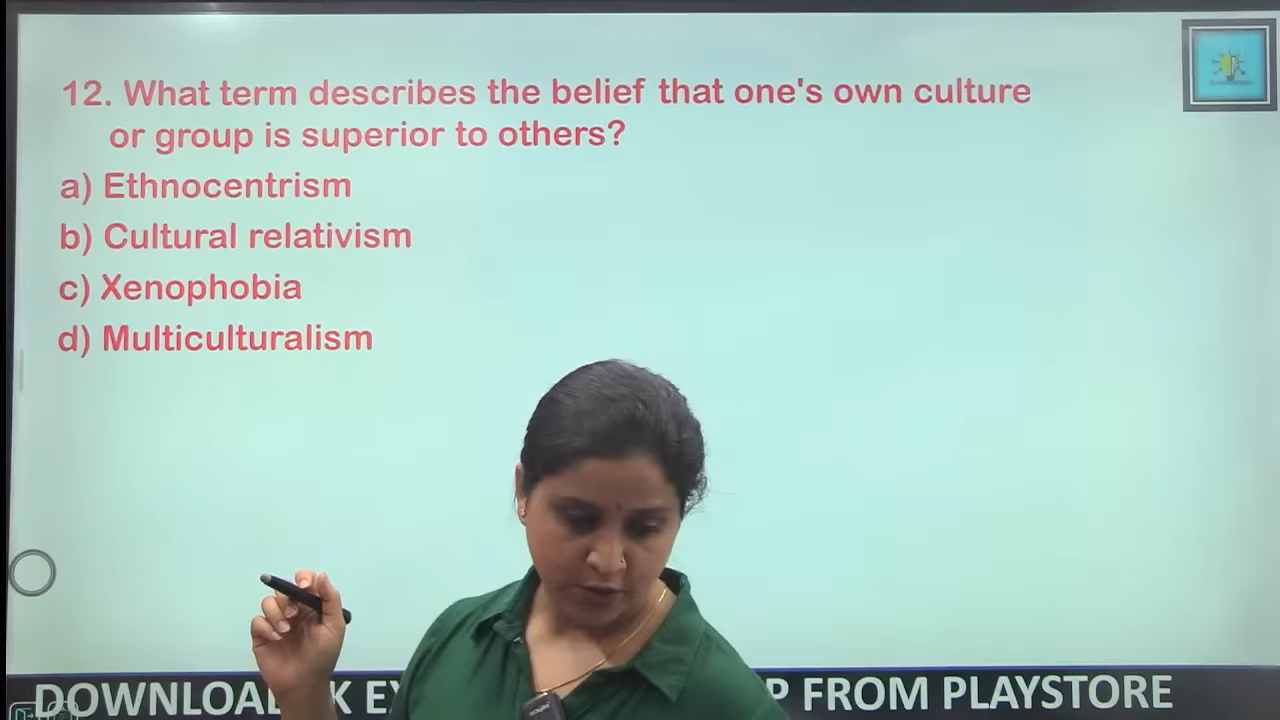 12. What term describes the belief that one's own culture
or group is superior to others?
a) Ethnocentrism
b) Cultural relativism
c) Xenophobia
d) Multiculturalism
DOWNLOAD K FROM PLAYSTORE